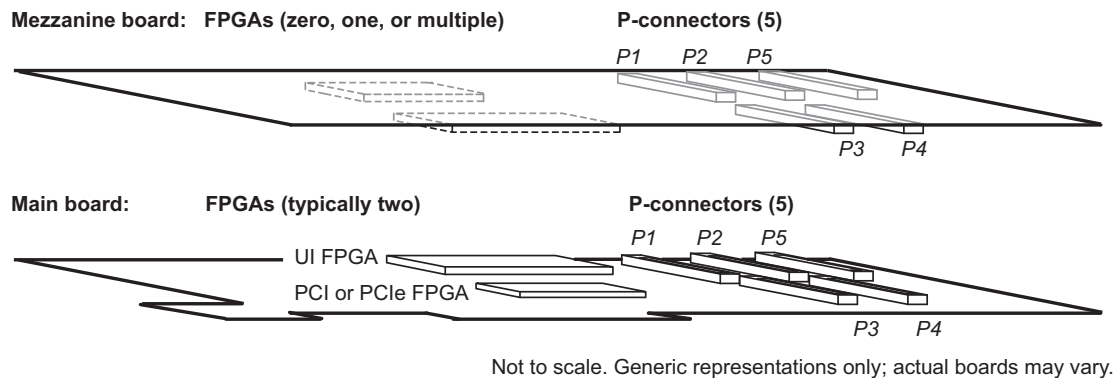 Mezzanine board: FPGAs (zero, one, or multiple) P-connectors (5)
P1 P2 P5
P3 P4
Main board: FPGAs (typically two) P-connectors (5)
P1 P2 P5
UI FPGA
PCI or PCIe FPGA
P3 P4
Not to scale. Generic representations only; actual boards may vary.